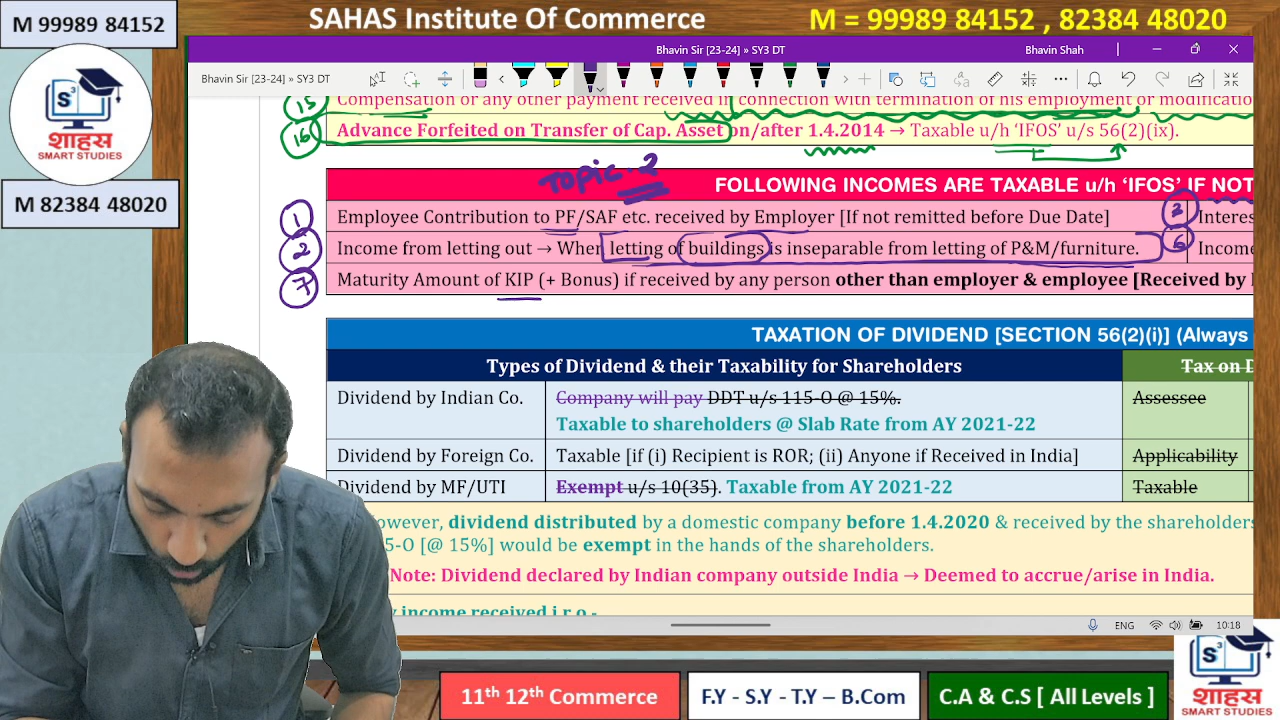 M 99989 84152
SAHAS Institute Of Commerce
M = 99989 84152 , 82384 48020
S³
शाहस
SMART STUDIES
M 82384 48020
Bhavin Sir [23-24] » SY3 DT
Bhavin Shah
Bhavin Sir [23-24] » SY3 DT
15 Compensation or any other payment received in connection with termination of his employment or modificatio
16 Advance Forfeited on Transfer of Cap. Asset on/after 1.4.2014 → Taxable u/h ‘IFOS’ u/s 56(2)(ix).
Topic-2
FOLLOWING INCOMES ARE TAXABLE u/h ‘IFOS’ IF NOT
1 Employee Contribution to PF/SAF etc. received by Employer [If not remitted before Due Date]
Interes
2 Income from letting out → When letting of buildings is inseparable from letting of P&M/furniture.
6 Income
7 Maturity Amount of KIP (+ Bonus) if received by any person other than employer & employee [Received by
TAXATION OF DIVIDEND [SECTION 56(2)(i)] (Always
Types of Dividend & their Taxability for Shareholders
Tax on D
Dividend by Indian Co.
Company will pay DDT u/s 115-O @ 15%.
Taxable to shareholders @ Slab Rate from AY 2021-22
Assessee
Dividend by Foreign Co.
Taxable [if (i) Recipient is ROR; (ii) Anyone if Received in India]
Applicability
Dividend by MF/UTI
Exempt u/s 10(35). Taxable from AY 2021-22
Taxable
owever, dividend distributed by a domestic company before 1.4.2020 & received by the shareholders
5-O [@ 15%] would be exempt in the hands of the shareholders.
Note: Dividend declared by Indian company outside India → Deemed to accrue/arise in India.
y income received i r o -
ENG
10:18
11th 12th Commerce
F.Y - S.Y - T.Y – B.Com
C.A & C.S [ All Levels ]
S³
शाहस
SMART STUDIES